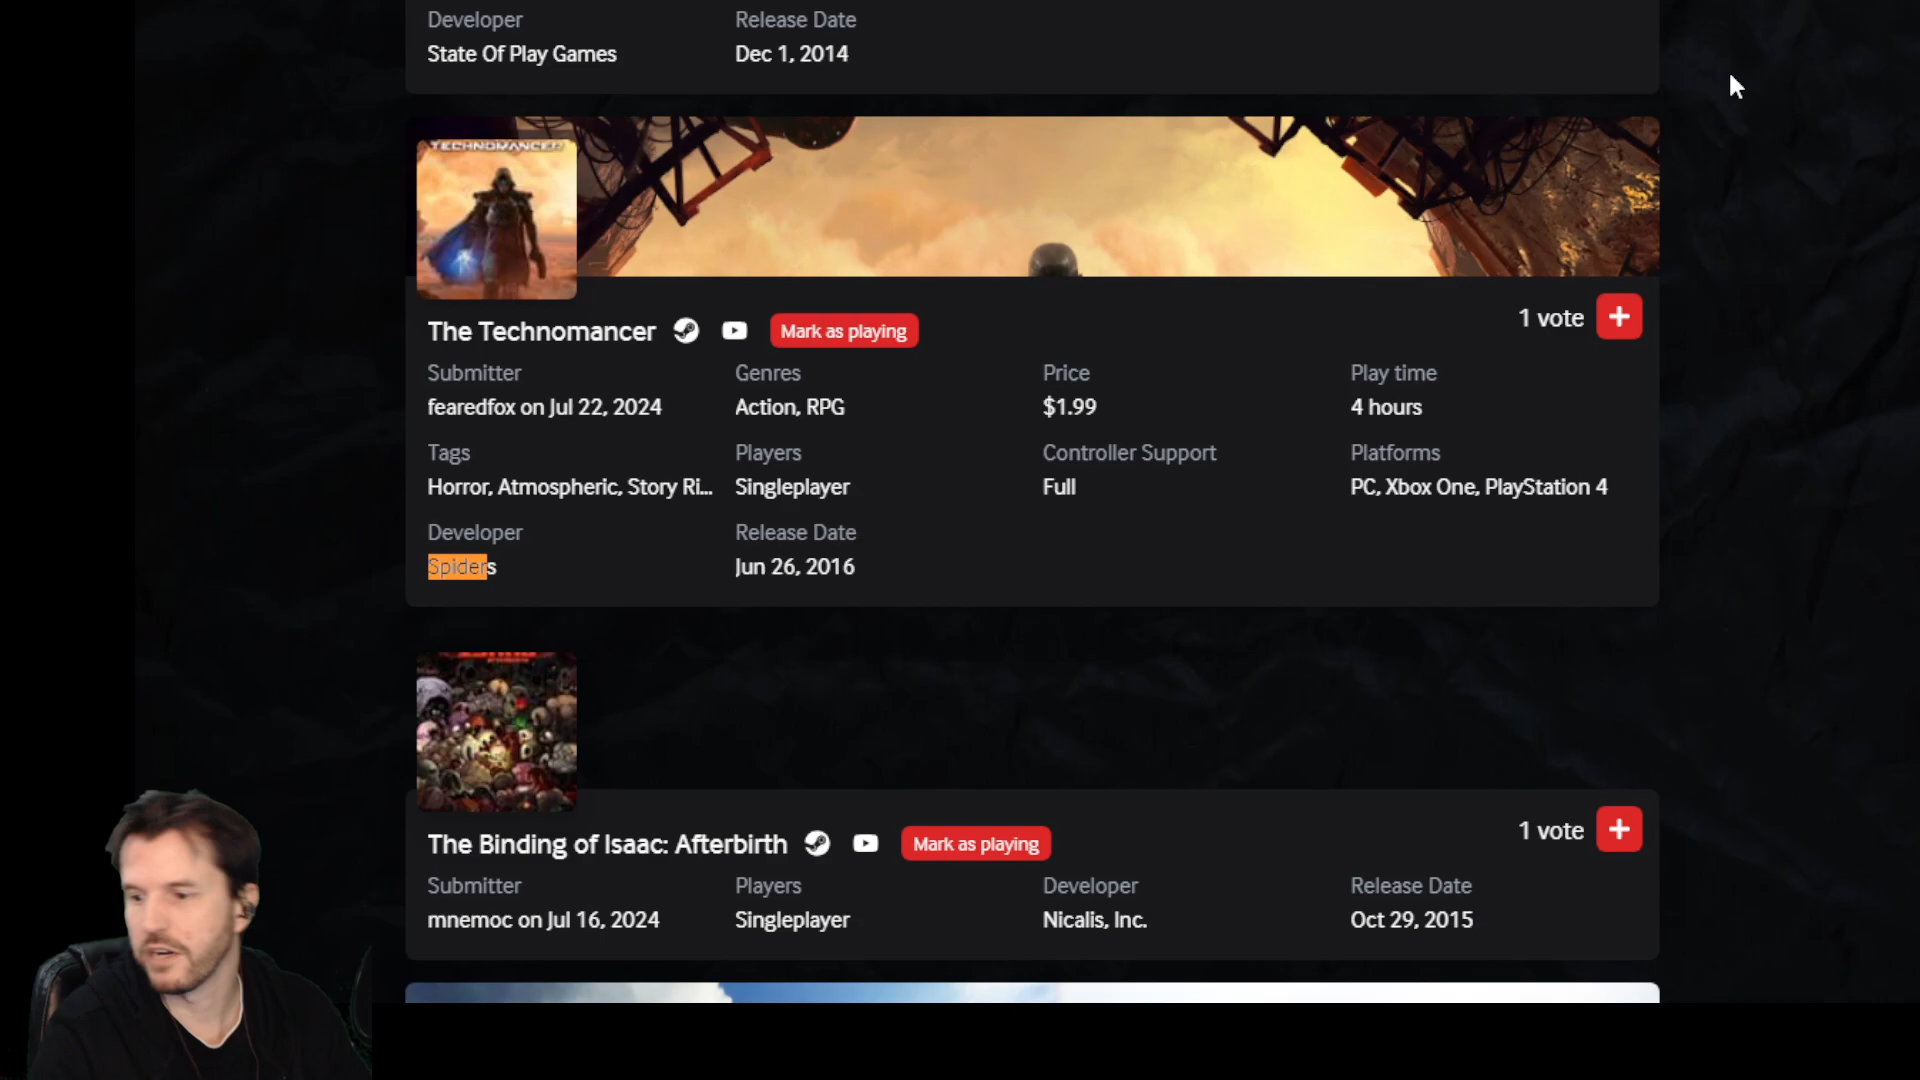 Developer Release Date
State Of Play Games Dec 1, 2014
TECHNOMANCER
The Technomancer Mark as playing 1 vote +
Submitter Genres Price Play time
fearedfox on Jul 22, 2024 Action, RPG $1.99 4 hours
Tags Players Controller Support Platforms
Horror, Atmospheric, Story Ri... Singleplayer Full PC, Xbox One, PlayStation 4
Developer Release Date
Spiders Jun 26, 2016
The Binding of Isaac: Afterbirth Mark as playing 1 vote +
Submitter Players Developer Release Date
mnemoc on Jul 16, 2024 Singleplayer Nicalis, Inc. Oct 29, 2015